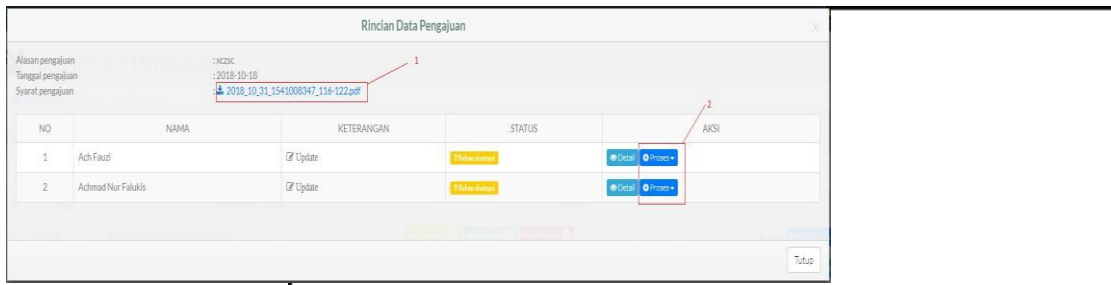 Rincian Data Pengajuan X
Alasan pengajuan : xczsc 1
Tanggal pengajuan : 2018-10-18
Syarat pengajuan : 2018_10_31_1541008347_116-122.pdf
2
NO NAMA KETERANGAN STATUS AKSI
1 Ach Fauzi Update Detail Proses
2 Achmad Nur Falukis Update Detail Proses
Tutup